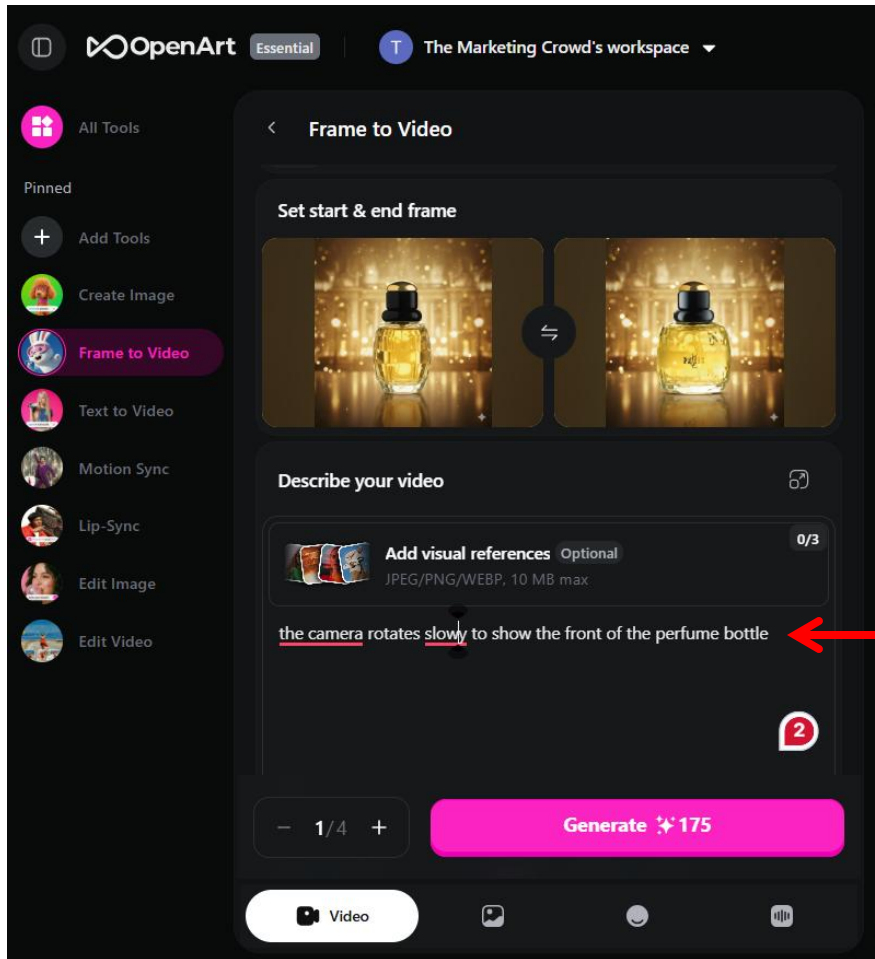 OpenArt Essential T The Marketing Crowd's workspace
All Tools
Frame to Video
Pinned
Set start & end frame
Add Tools
Create Image
Frame to Video
Text to Video
Motion Sync
Describe your video
Lip-Sync
Add visual references Optional 0/3
JPEG/PNG/WEBP, 10 MB max
Edit Image
the camera rotates slowy to show the front of the perfume bottle
Edit Video
2
1/4 + Generate 175
Video